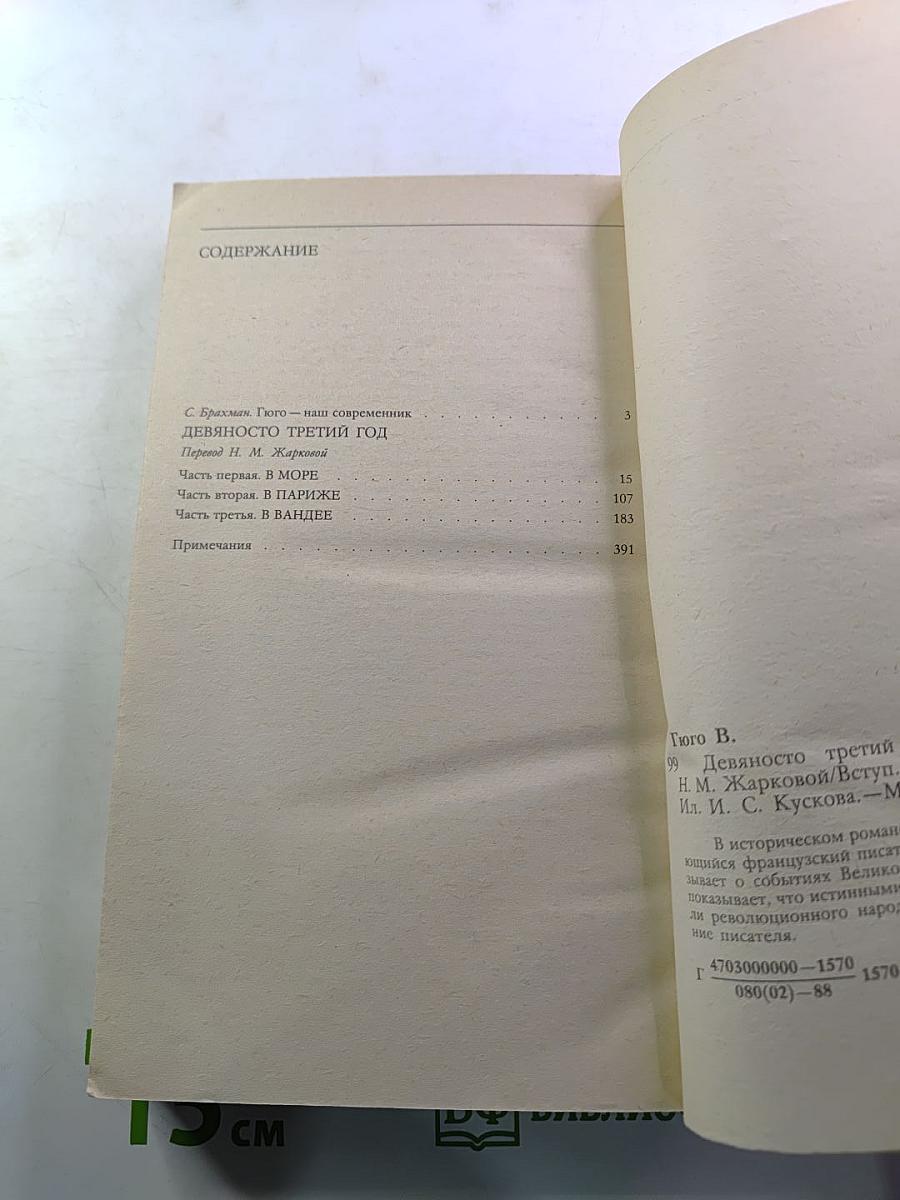 СОДЕРЖАНИЕ
С. Брахман. Гюго — наш современник . . . . . . . . . . . 3
ДЕВЯНОСТО ТРЕТИЙ ГОД
Перевод Н. М. Жарковой
Часть первая. В МОРЕ . . . . . . . . . . . . . . . 15
Часть вторая. В ПАРИЖЕ . . . . . . . . . . . . . . 107
Часть третья. В ВАНДЕЕ . . . . . . . . . . . . . . 183
Примечания . . . . . . . . . . . . . . . . . . . 391
Гюго В.
99 Девяносто третий
Н. М. Жарковой/Вступ.
Ил. И. С. Кускова.—М
В историческом роман
ющийся французский писат
зывает о событиях Велико
показывает, что истинными
ли революционного народ
ние писателя.
Г 4703000000—1570 1570
080(02)—88
15 см